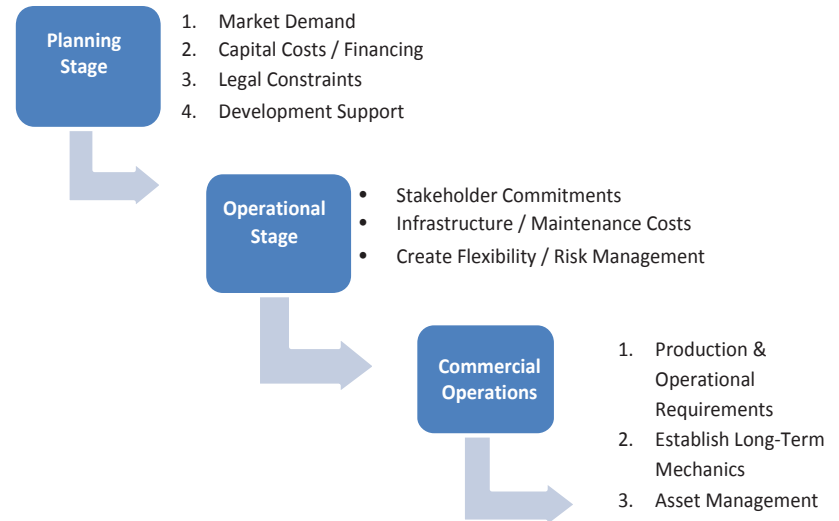 Planning
Stage
1. Market Demand
2. Capital Costs / Financing
3. Legal Constraints
4. Development Support
Operational
Stage
• Stakeholder Commitments
• Infrastructure / Maintenance Costs
• Create Flexibility / Risk Management
Commercial
Operations
1. Production &
Operational
Requirements
2. Establish Long-Term
Mechanics
3. Asset Management